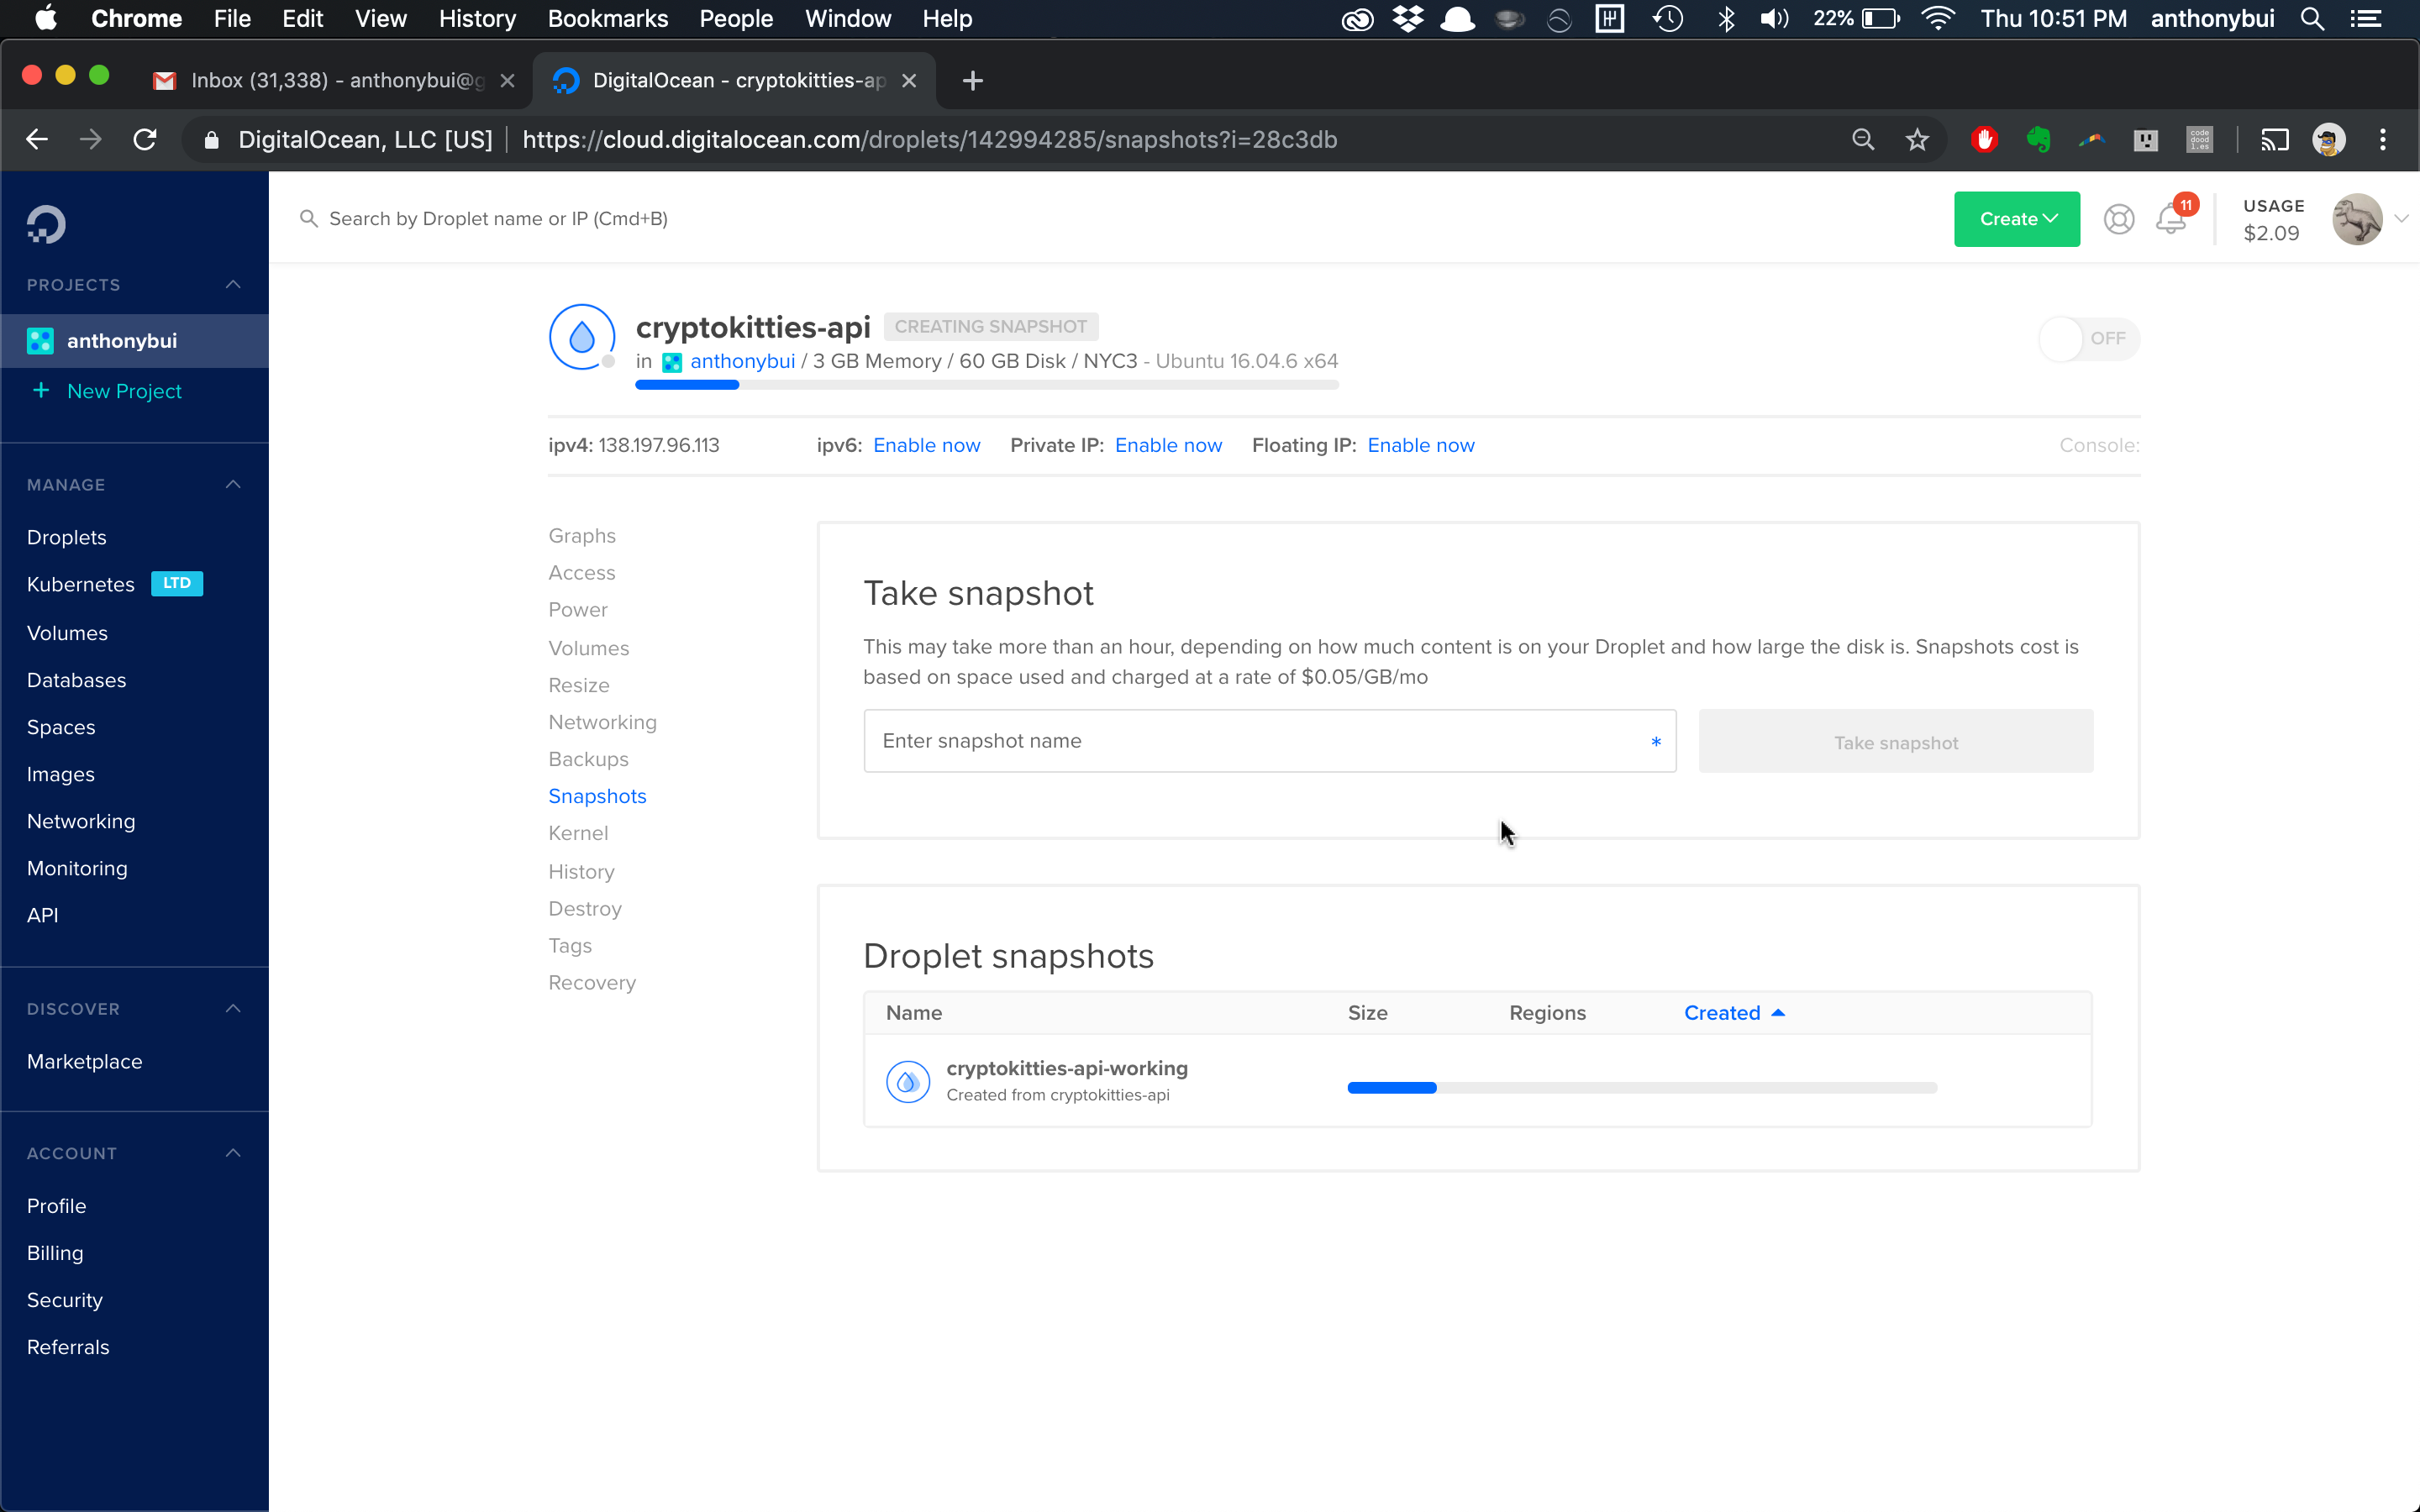 Chrome File Edit View History Bookmarks People Window Help 22% Thu 10:51 PM anthonybui
Inbox (31,338) - anthonybui@g
DigitalOcean - cryptokitties-ap
DigitalOcean, LLC [US] https://cloud.digitalocean.com/droplets/142994285/snapshots?i=28c3db
code
dood
l.es
Search by Droplet name or IP (Cmd+B)
Create
11
USAGE
$2.09
PROJECTS
anthonybui
+ New Project
MANAGE
Droplets
Kubernetes LTD
Volumes
Databases
Spaces
Images
Networking
Monitoring
API
DISCOVER
Marketplace
ACCOUNT
Profile
Billing
Security
Referrals
cryptokitties-api CREATING SNAPSHOT
in anthonybui / 3 GB Memory / 60 GB Disk / NYC3 - Ubuntu 16.04.6 x64
OFF
ipv4: 138.197.96.113 ipv6: Enable now Private IP: Enable now Floating IP: Enable now Console:
Graphs
Access
Power
Volumes
Resize
Networking
Backups
Snapshots
Kernel
History
Destroy
Tags
Recovery
Take snapshot
This may take more than an hour, depending on how much content is on your Droplet and how large the disk is. Snapshots cost is
based on space used and charged at a rate of $0.05/GB/mo
Enter snapshot name *
Take snapshot
Droplet snapshots
Name Size Regions Created
cryptokitties-api-working
Created from cryptokitties-api